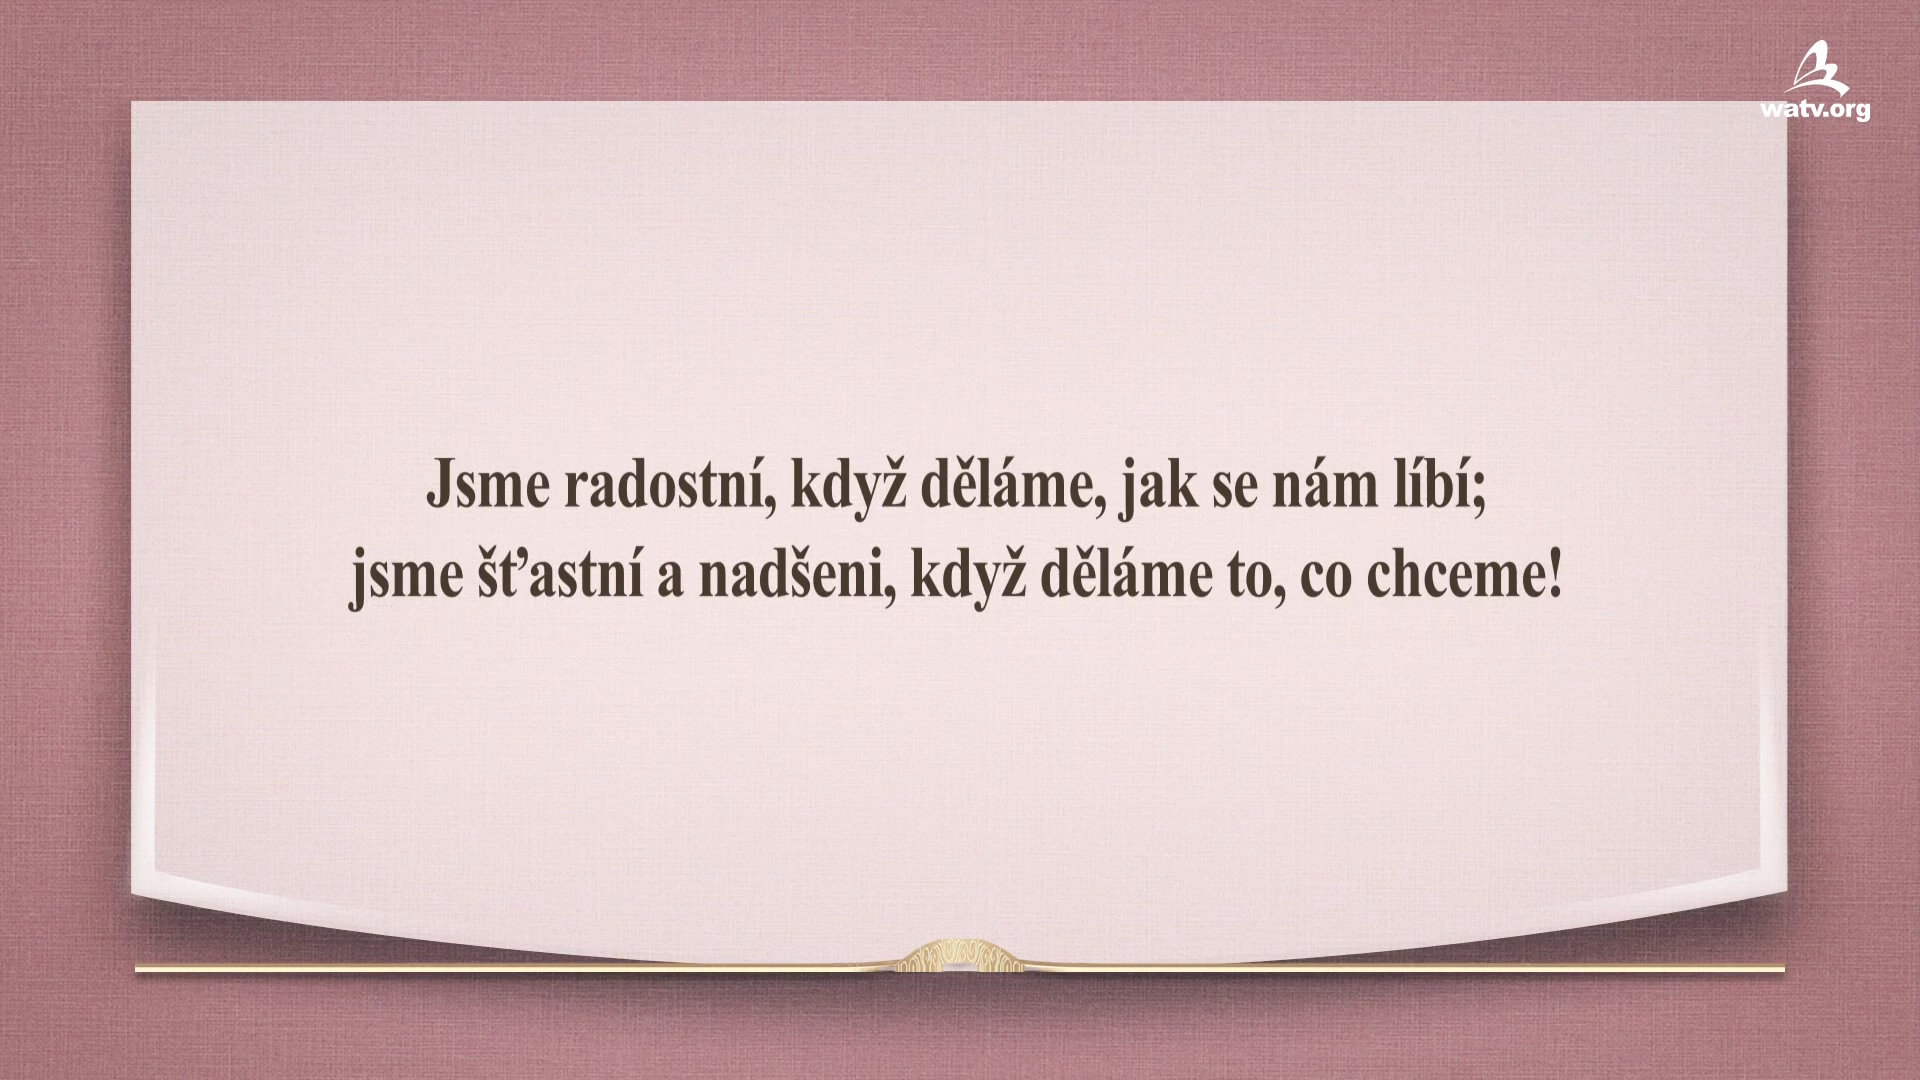 watv.org
Jsme radostní, když děláme, jak se nám líbí;
jsme šťastní a nadšeni, když děláme to, co chceme!